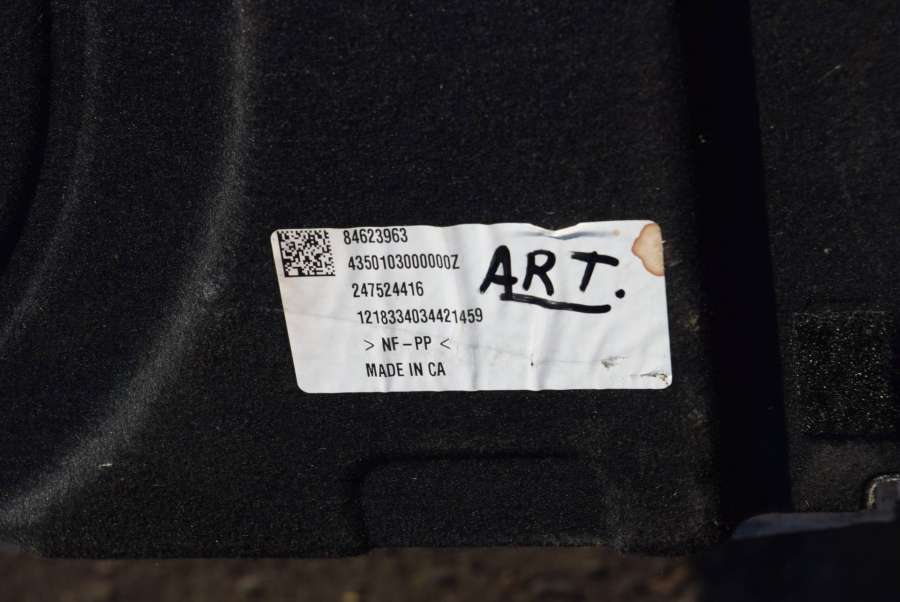 84623963
4350103000000Z
247524416
1218334034421459
> NF-PP <
MADE IN CA
ART.